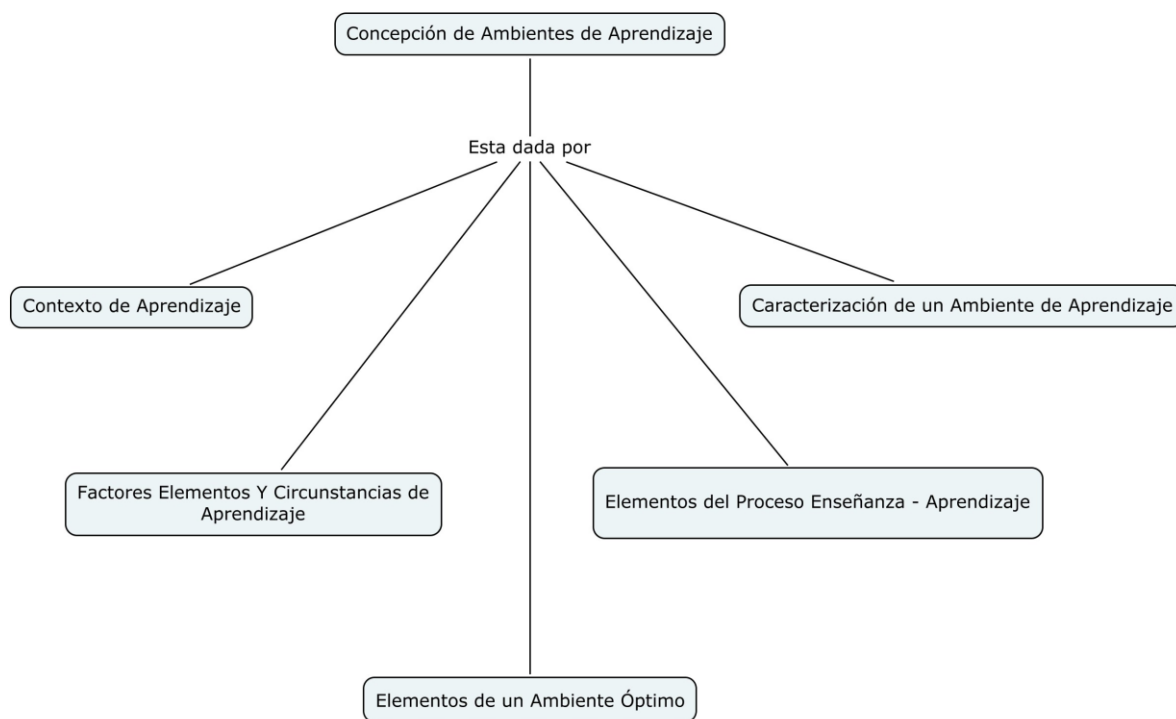 Concepción de Ambientes de Aprendizaje
Esta dada por
Contexto de Aprendizaje
Caracterización de un Ambiente de Aprendizaje
Factores Elementos Y Circunstancias de
Aprendizaje
Elementos del Proceso Enseñanza - Aprendizaje
Elementos de un Ambiente Óptimo